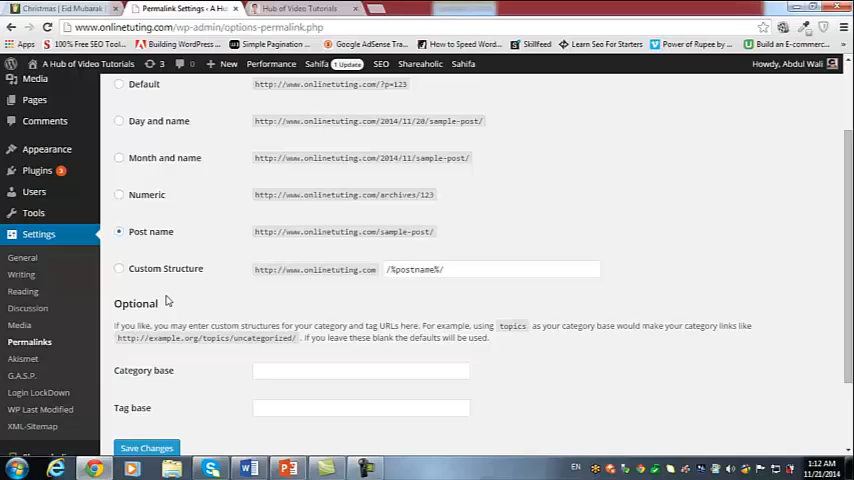 Christmas | Eid Mubarak
Permalink Settings ‹ A H
Hub of Video Tutorials
www.onlinetuting.com/wp-admin/options-permalink.php
Apps
100% FREE SEO Tool...
Building WordPress...
Simple Pagination ...
Google AdSense Tra...
How to Speed Word...
Skillfeed
Learn Seo For Starters
Power of Rupee by ...
Build an E-commerc...
A Hub of Video Tutorials
3
0
+ New
Performance
Sahifa 1 Update
SEO
Shareaholic
Sahifa
Howdy, Abdul Wali
Media
Pages
Comments
Appearance
Plugins 3
Users
Tools
Settings
General
Writing
Reading
Discussion
Media
Permalinks
Akismet
G.A.S.P.
Login LockDown
WP Last Modified
XML-Sitemap
Default
http://www.onlinetuting.com/?p=123
Day and name
http://www.onlinetuting.com/2014/11/20/sample-post/
Month and name
http://www.onlinetuting.com/2014/11/sample-post/
Numeric
http://www.onlinetuting.com/archives/123
Post name
http://www.onlinetuting.com/sample-post/
Custom Structure
http://www.onlinetuting.com
/%postname%/
Optional
If you like, you may enter custom structures for your category and tag URLs here. For example, using topics as your category base would make your category links like
http://example.org/topics/uncategorized/ . If you leave these blank the defaults will be used.
Category base
Tag base
Save Changes
EN
1:12 AM
11/21/2014